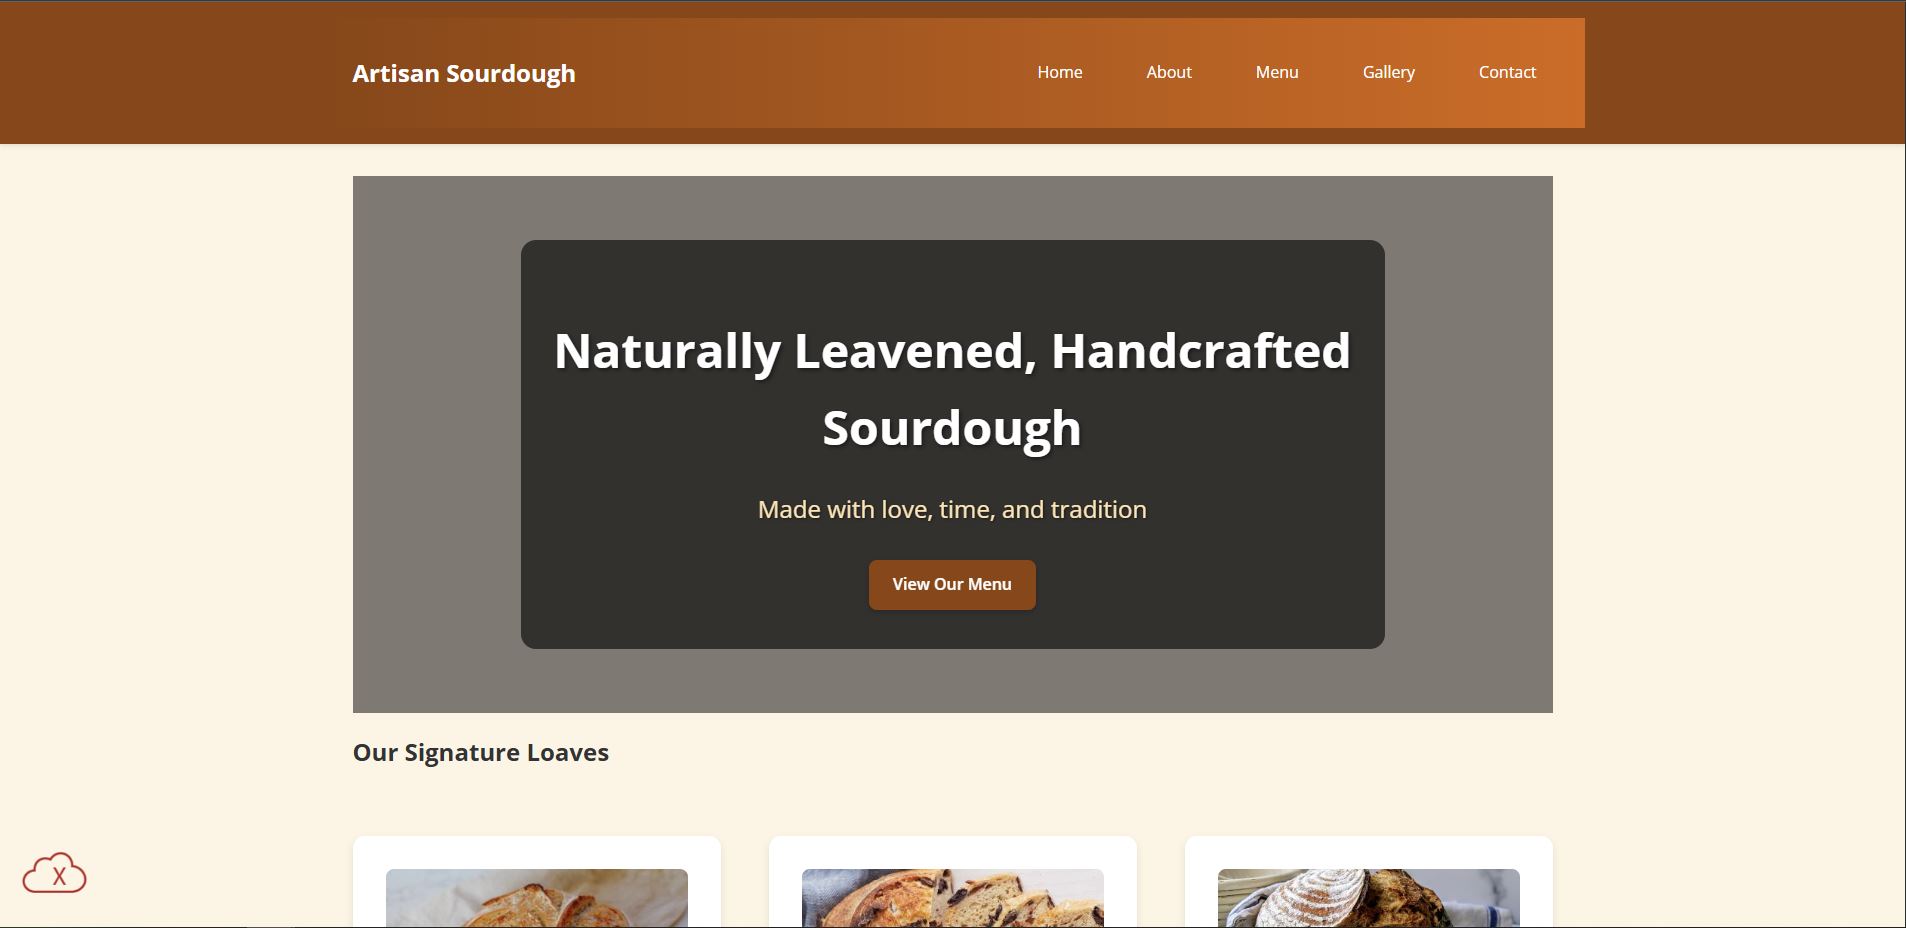 Artisan Sourdough
Home About Menu Gallery Contact
Naturally Leavened, Handcrafted
Sourdough
Made with love, time, and tradition
View Our Menu
Our Signature Loaves
X